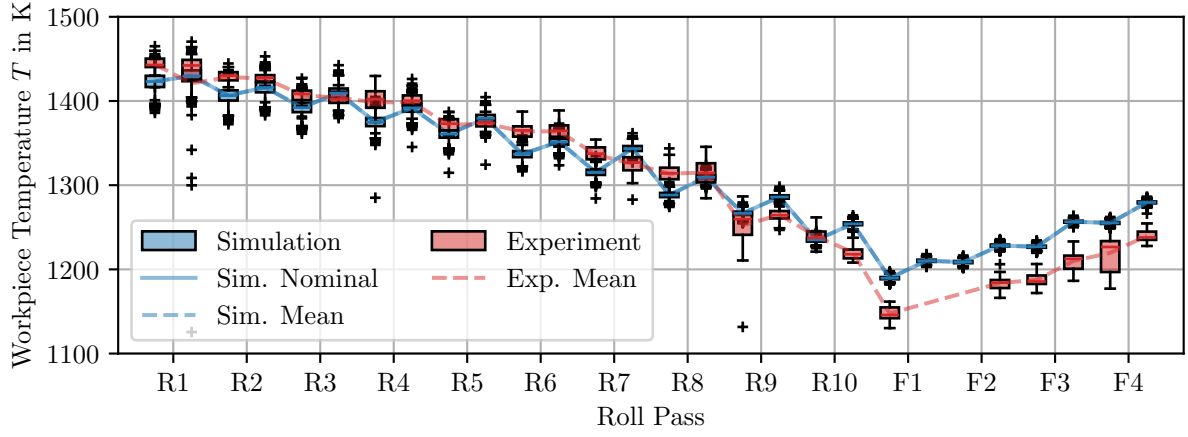 Workpiece Temperature T in K
1500
1400
1300
1200
1100
Simulation
Sim. Nominal
Sim. Mean
Experiment
Exp. Mean
R1 R2 R3 R4 R5 R6 R7 R8 R9 R10 F1 F2 F3 F4
Roll Pass